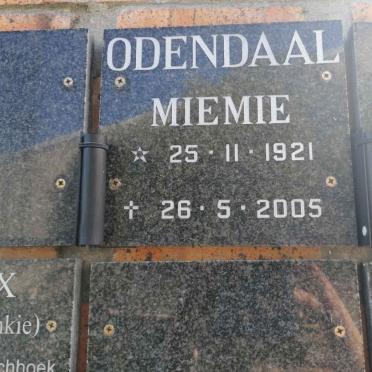 ODENDAAL
MIEMIE
☆ 25 · 11 · 1921
✝ 26 · 5 · 2005
X
kie)
chhoek